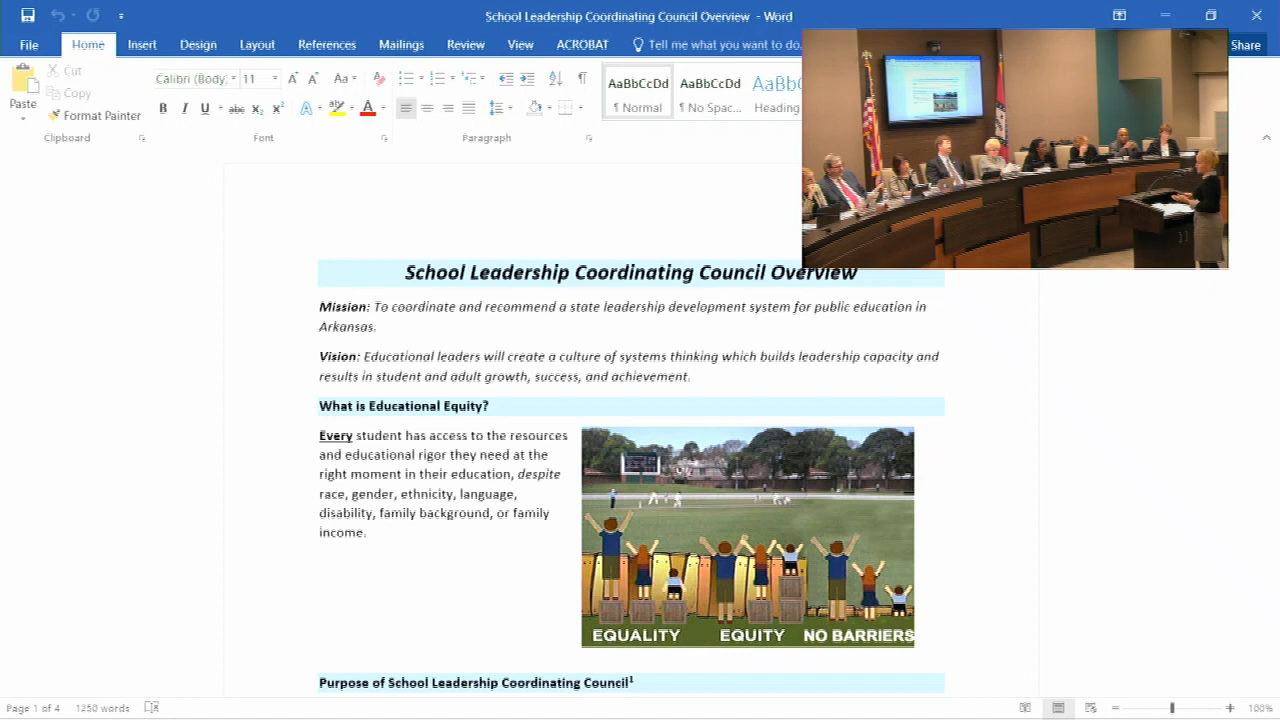 School Leadership Coordinating Council Overview - Word
File
Home
Insert
Design
Layout
References
Mailings
Review
View
ACROBAT
Tell me what you want to do.
Share
Paste
Cut
Copy
Format Painter
Clipboard
Calibri (Body)
11
Aa
B I U abc X₂ X²
A
A
Font
Paragraph
AaBbCcDd
¶ Normal
AaBbCcDd
¶ No Spac...
AaBbCc
Heading
School Leadership Coordinating Council Overview
Mission: To coordinate and recommend a state leadership development system for public education in
Arkansas.
Vision: Educational leaders will create a culture of systems thinking which builds leadership capacity and
results in student and adult growth, success, and achievement.
What is Educational Equity?
Every student has access to the resources
and educational rigor they need at the
right moment in their education, despite
race, gender, ethnicity, language,
disability, family background, or family
income.
EQUALITY
EQUITY
NO BARRIERS
Purpose of School Leadership Coordinating Council¹
Page 1 of 4
1250 words
100%